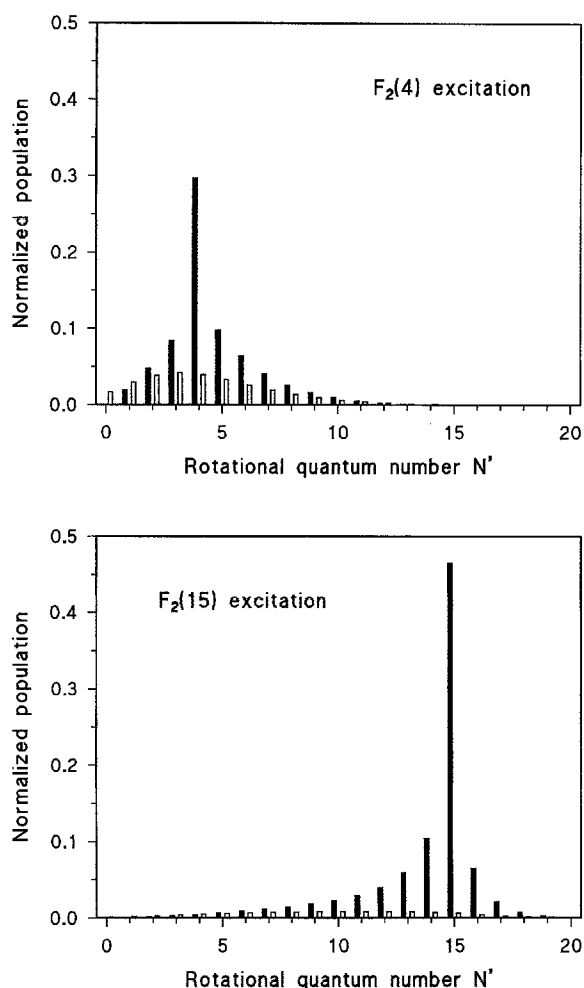 0.5
F₂(4) excitation
0.4
0.3
0.2
0.1
0.0
Normalized population
0 5 10 15 20
Rotational quantum number N'
0.5
F₂(15) excitation
0.4
0.3
0.2
0.1
0.0
Normalized population
0 5 10 15 20
Rotational quantum number N'